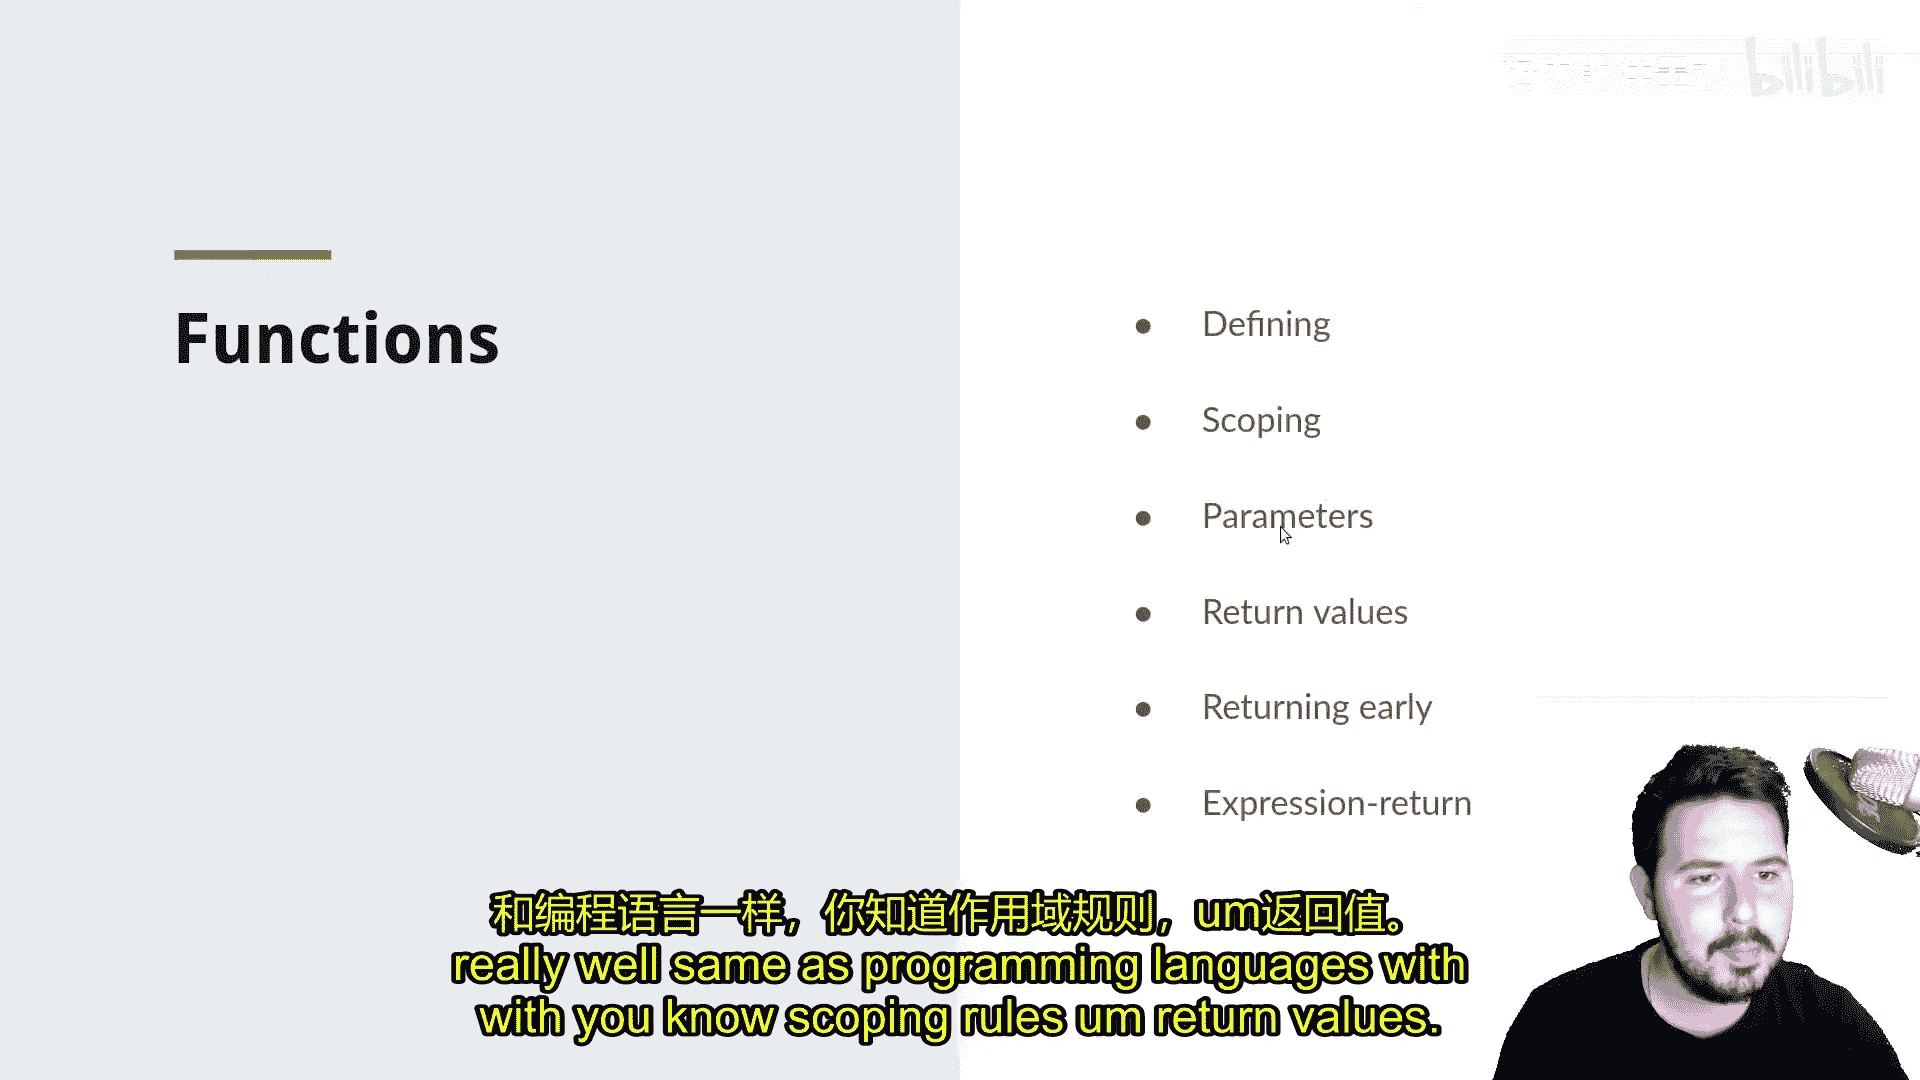 bilibili
Functions
● Defining
● Scoping
● Parameters
● Return values
● Returning early
● Expression-return
和编程语言一样，你知道作用域规则，um返回值。
really well same as programming languages with
with you know scoping rules um return values.